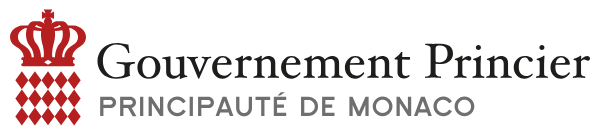 Gouvernement Princier
PRINCIPAUTÉ DE MONACO